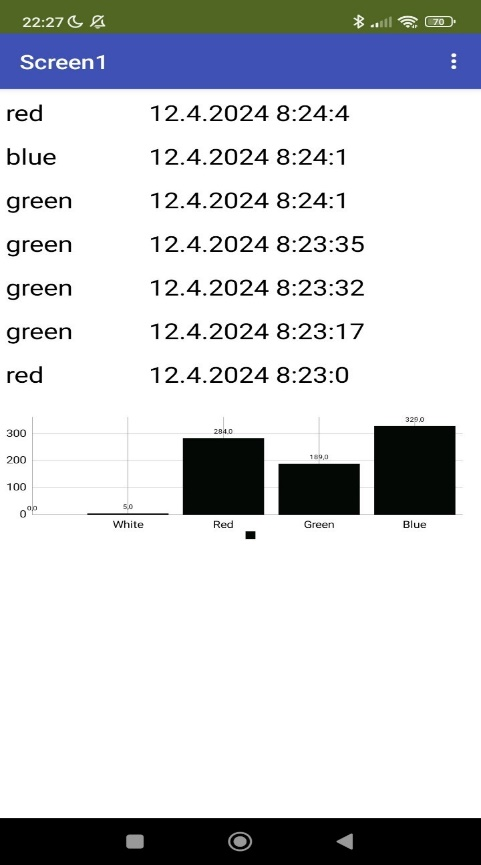 22:27 70
Screen1
red 12.4.2024 8:24:4
blue 12.4.2024 8:24:1
green 12.4.2024 8:24:1
green 12.4.2024 8:23:35
green 12.4.2024 8:23:32
green 12.4.2024 8:23:17
red 12.4.2024 8:23:0
329,0
300
284,0
200
189,0
100
5,0
0 0,0
White Red Green Blue